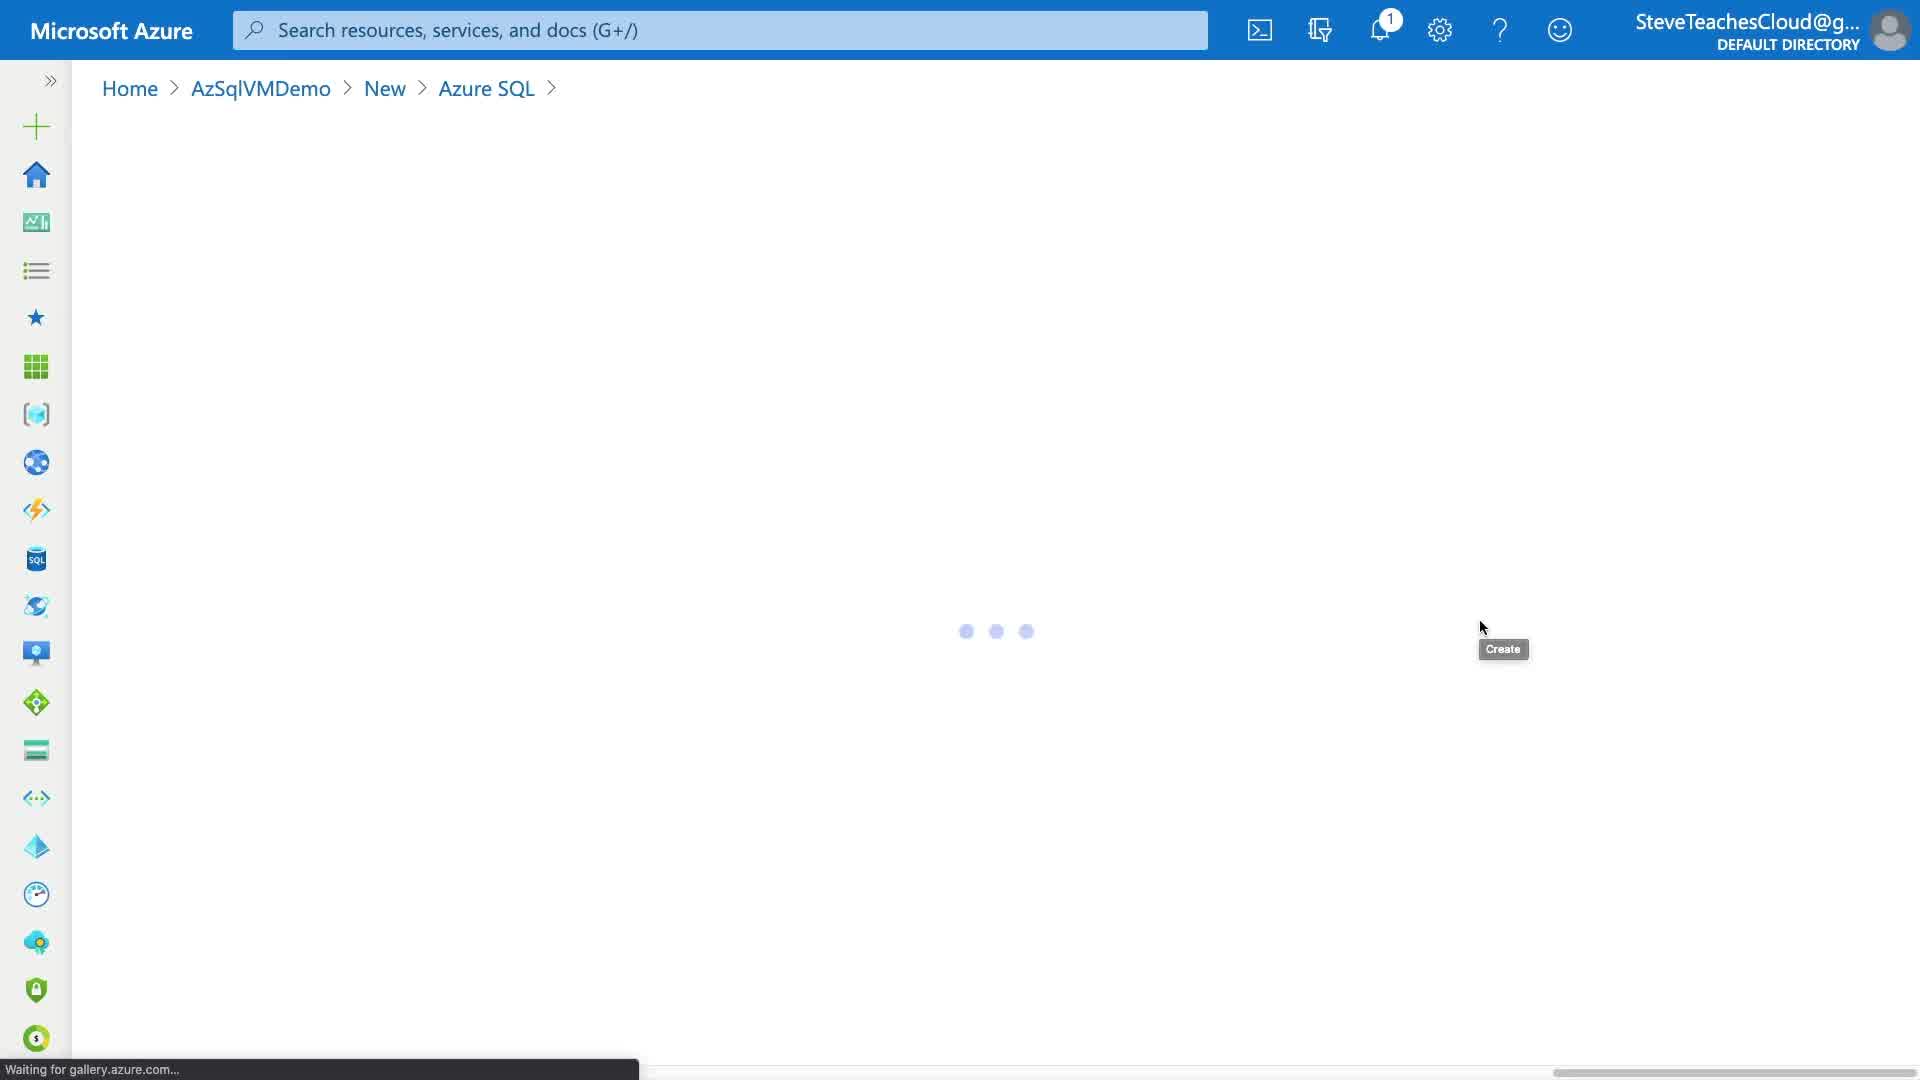 Microsoft Azure
Search resources, services, and docs (G+/)
1
SteveTeachesCloud@g...
DEFAULT DIRECTORY
Home > AzSqlVMDemo > New > Azure SQL >
SQL
Create
$
Waiting for gallery.azure.com...